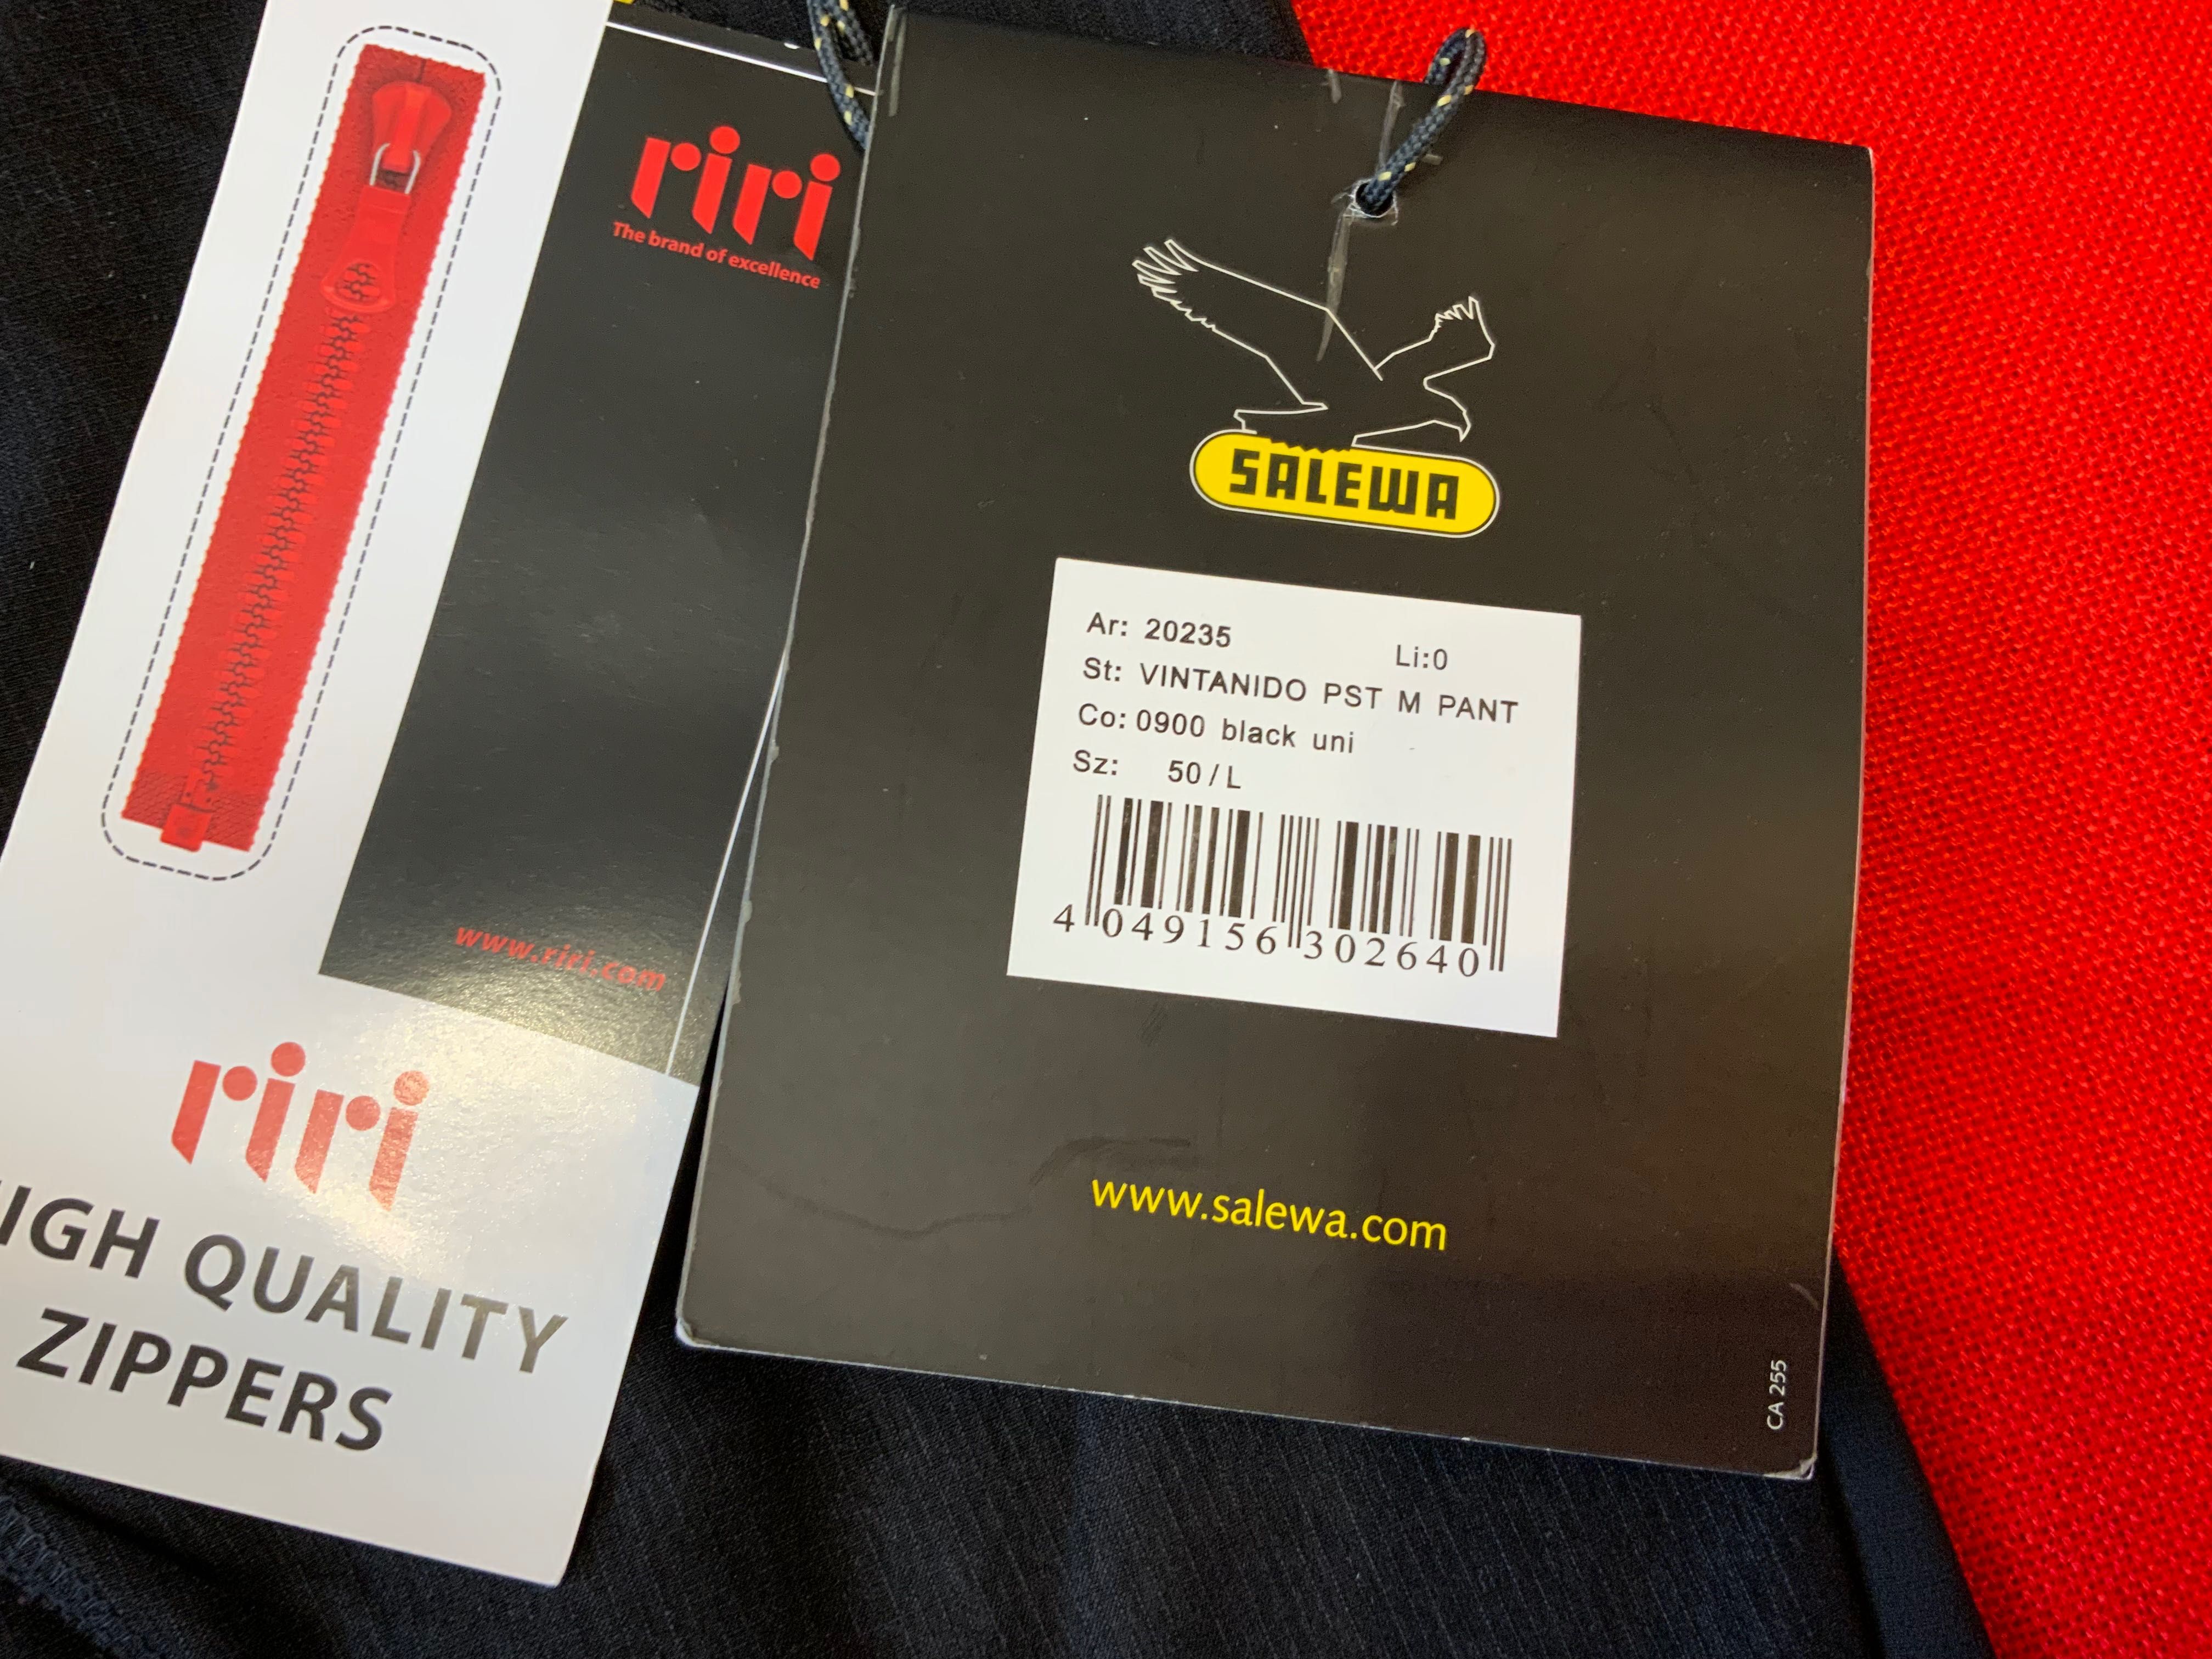 riri
The brand of excellence
www.riri.com
riri
HIGH QUALITY
ZIPPERS
SALEWA
Ar: 20235
Li:0
St: VINTANIDO PST M PANT
Co: 0900 black uni
Sz: 50 / L
4 049156 302640
www.salewa.com
CA 255